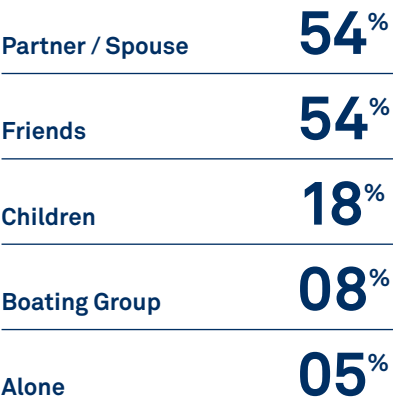 Partner / Spouse 54%
Friends 54%
Children 18%
Boating Group 08%
Alone 05%